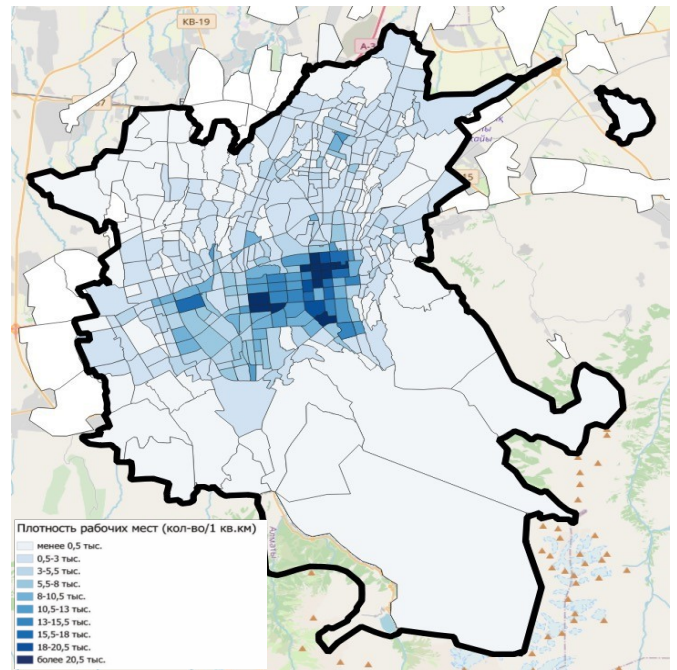 КВ-19
А-3
ы
15
Плотность рабочих мест (кол-во/1 кв.км)
менее 0,5 тыс.
0,5-3 тыс.
3-5,5 тыс.
5,5-8 тыс.
8-10,5 тыс.
10,5-13 тыс.
13-15,5 тыс.
15,5-18 тыс.
18-20,5 тыс.
более 20,5 тыс.
Алматы